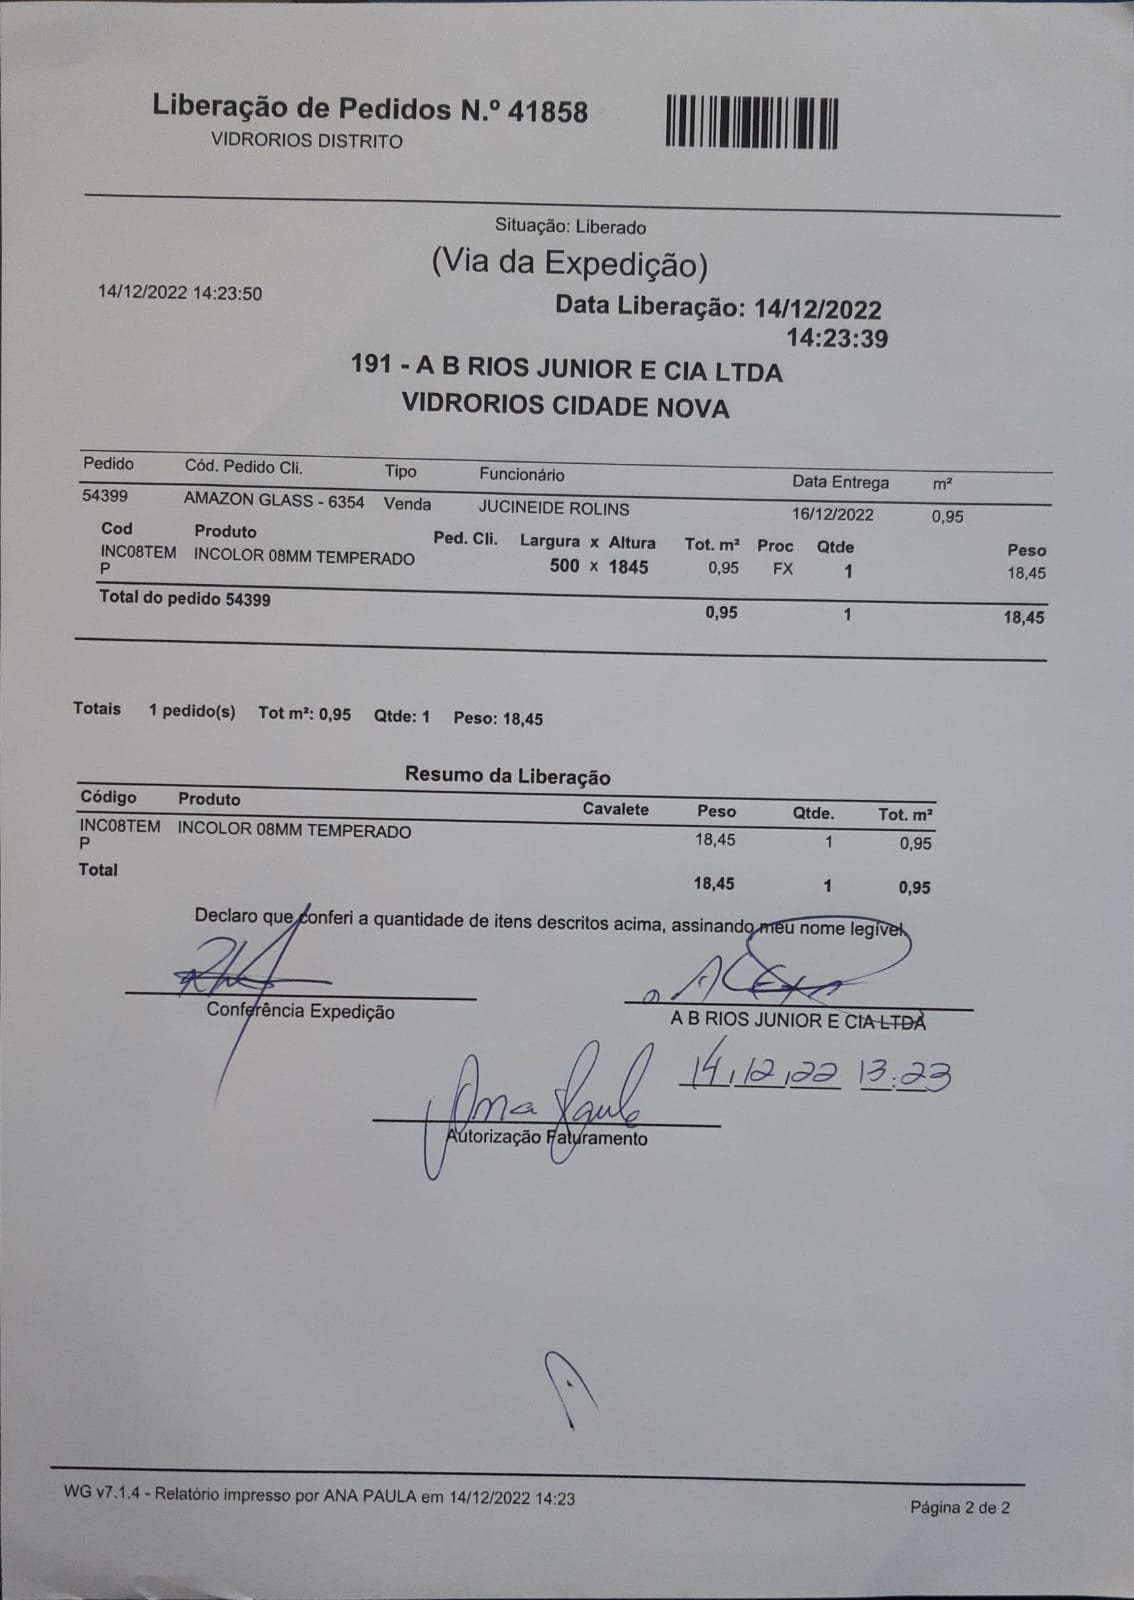 Liberação de Pedidos N.º 41858
VIDRORIOS DISTRITO
Situação: Liberado
(Via da Expedição)
14/12/2022 14:23:50
Data Liberação: 14/12/2022
14:23:39
191 - A B RIOS JUNIOR E CIA LTDA
VIDRORIOS CIDADE NOVA
Pedido Cód. Pedido Cli. Tipo Funcionário Data Entrega m²
54399 AMAZON GLASS - 6354 Venda JUCINEIDE ROLINS 16/12/2022 0,95
Cod Produto Ped. Cli. Largura x Altura Tot. m² Proc Qtde Peso
INC08TEM INCOLOR 08MM TEMPERADO 500 x 1845 0,95 FX 1 18,45
P
Total do pedido 54399 0,95 1 18,45
Totais 1 pedido(s) Tot m²: 0,95 Qtde: 1 Peso: 18,45
Resumo da Liberação
Código Produto Cavalete Peso Qtde. Tot. m²
INC08TEM INCOLOR 08MM TEMPERADO 18,45 1 0,95
P
Total 18,45 1 0,95
Declaro que conferi a quantidade de itens descritos acima, assinando meu nome legível
Conferência Expedição
A B RIOS JUNIOR E CIA LTDA
14,12,22 13:23
Ana Paula
Autorização Faturamento
WG v7.1.4 - Relatório impresso por ANA PAULA em 14/12/2022 14:23
Página 2 de 2